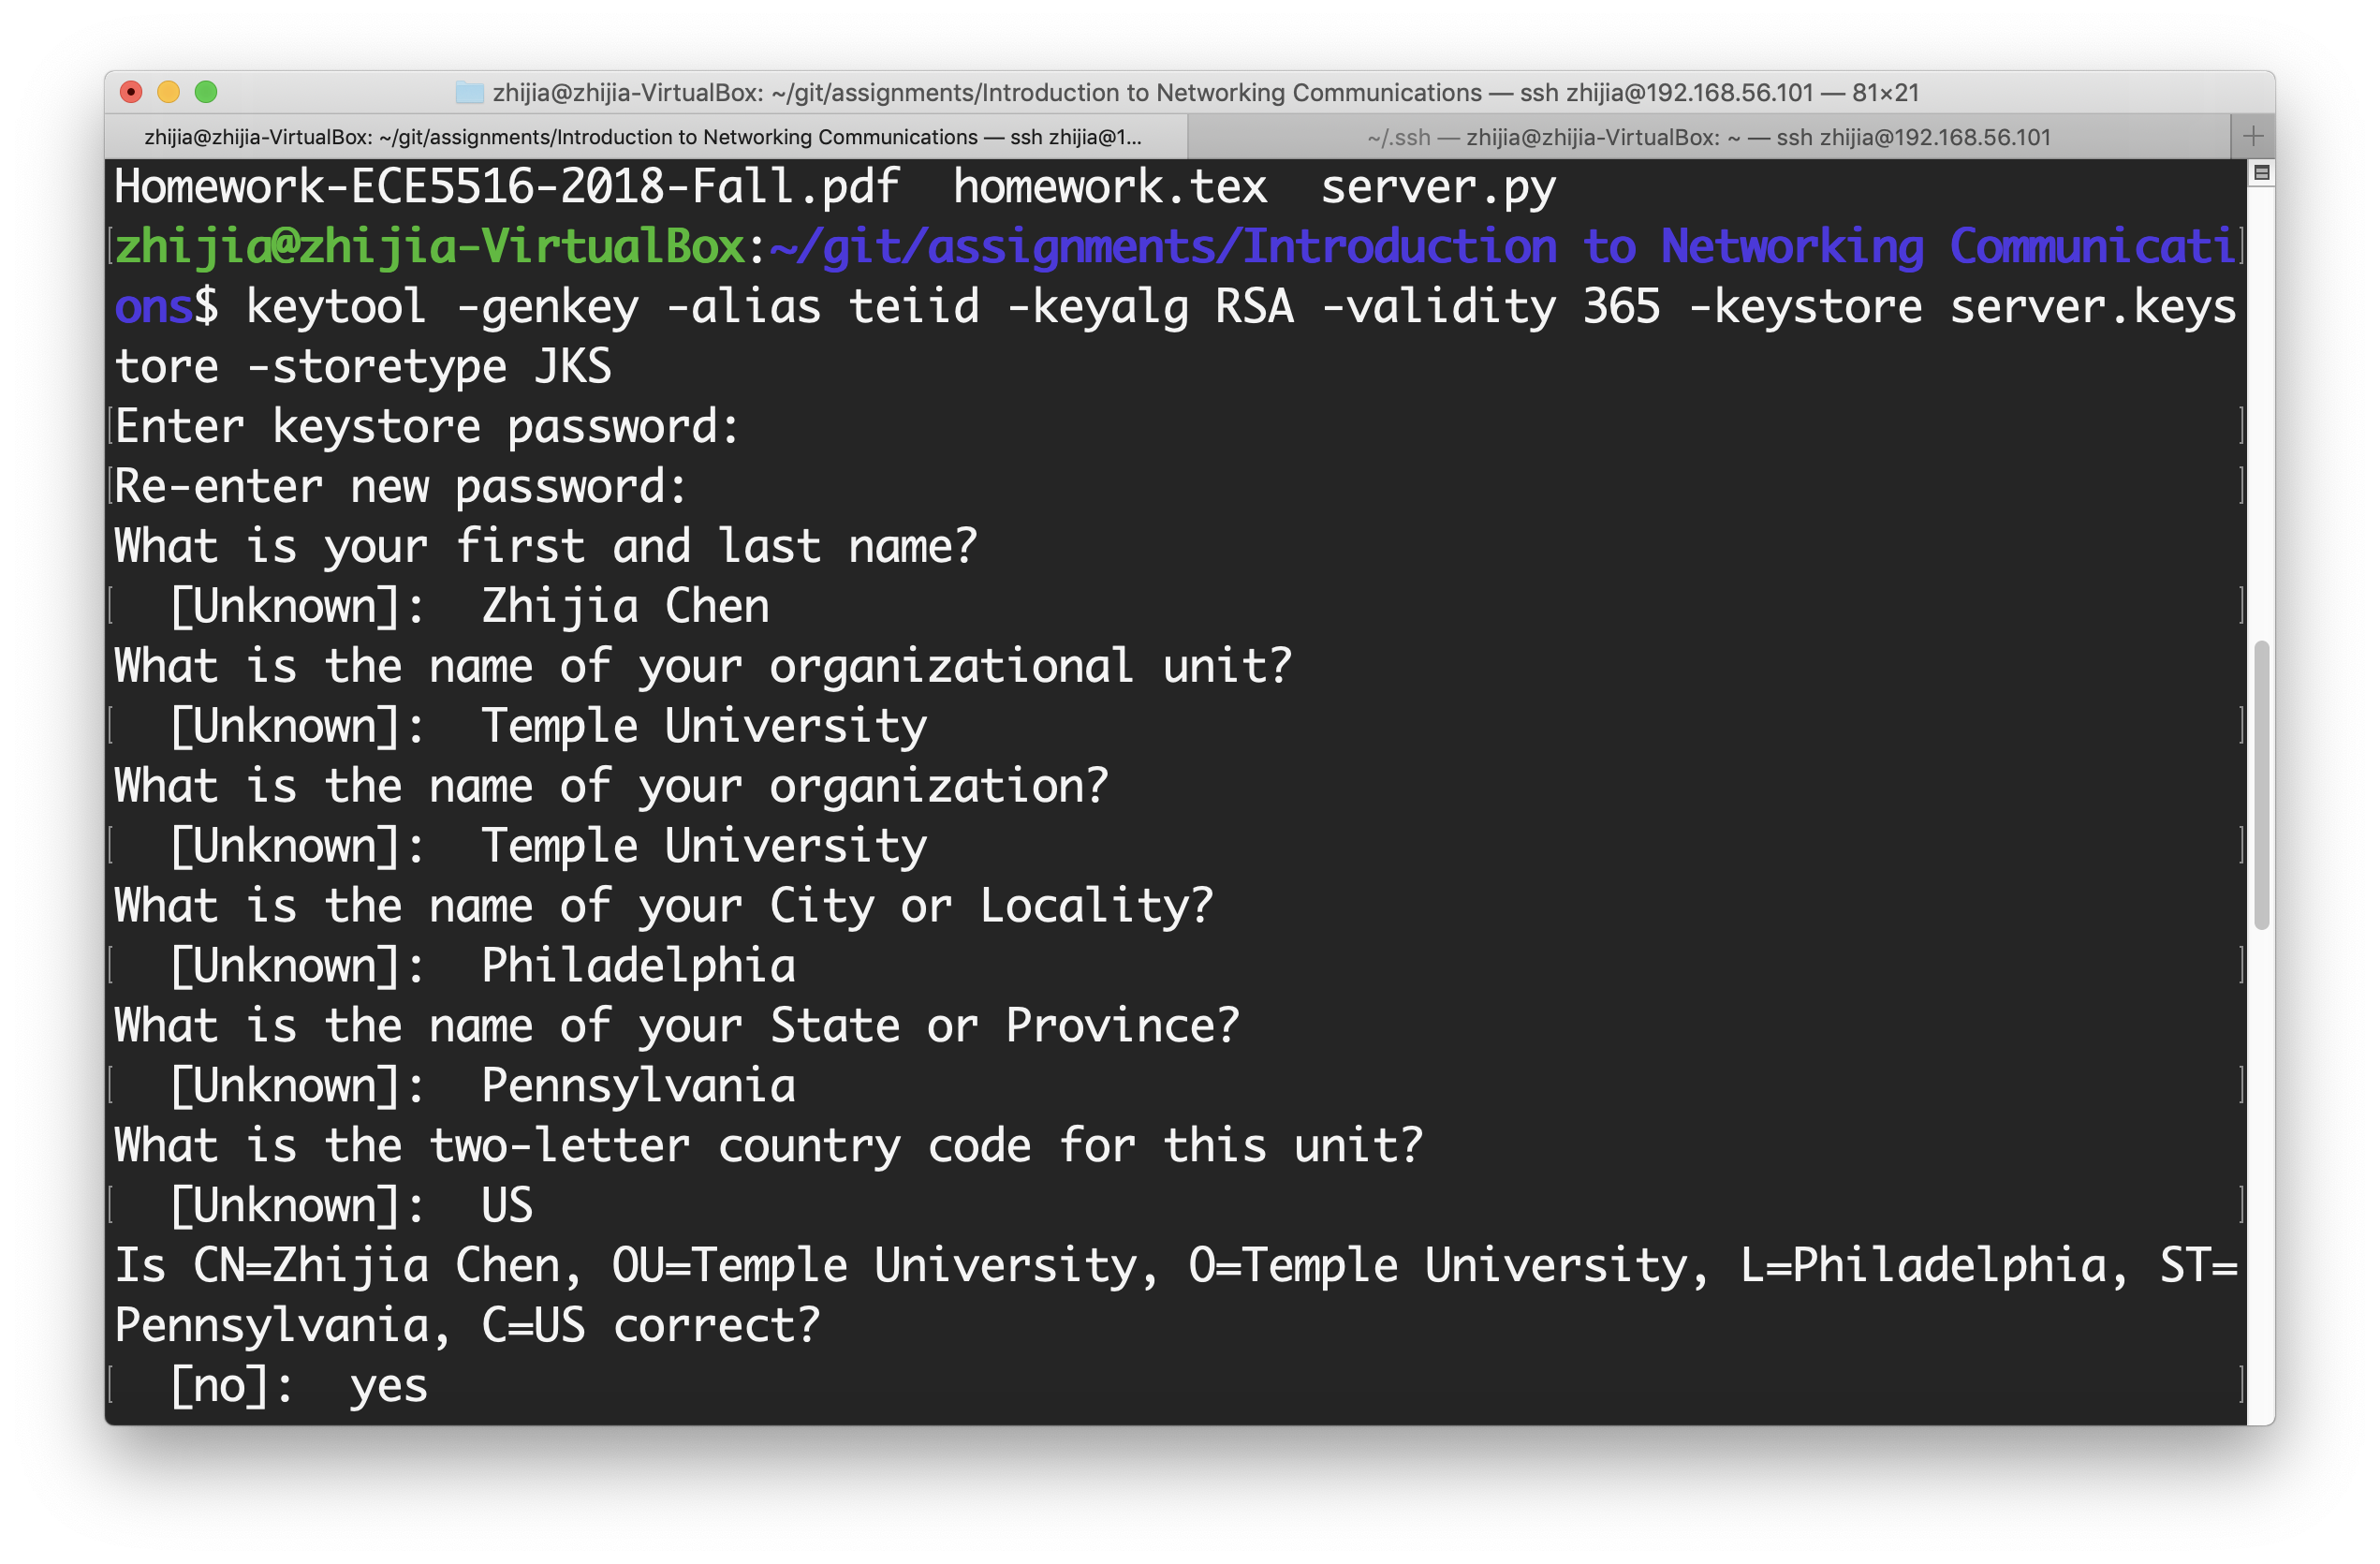 zhijia@zhijia-VirtualBox: ~/git/assignments/Introduction to Networking Communications — ssh zhijia@192.168.56.101 — 81×21
zhijia@zhijia-VirtualBox: ~/git/assignments/Introduction to Networking Communications — ssh zhijia@1...
~/.ssh — zhijia@zhijia-VirtualBox: ~ — ssh zhijia@192.168.56.101
Homework-ECE5516-2018-Fall.pdf  homework.tex  server.py
zhijia@zhijia-VirtualBox:~/git/assignments/Introduction to Networking Communicati
ons$ keytool -genkey -alias teiid -keyalg RSA -validity 365 -keystore server.keys
tore -storetype JKS
Enter keystore password:
Re-enter new password:
What is your first and last name?
  [Unknown]:  Zhijia Chen
What is the name of your organizational unit?
  [Unknown]:  Temple University
What is the name of your organization?
  [Unknown]:  Temple University
What is the name of your City or Locality?
  [Unknown]:  Philadelphia
What is the name of your State or Province?
  [Unknown]:  Pennsylvania
What is the two-letter country code for this unit?
  [Unknown]:  US
Is CN=Zhijia Chen, OU=Temple University, O=Temple University, L=Philadelphia, ST=
Pennsylvania, C=US correct?
  [no]:  yes